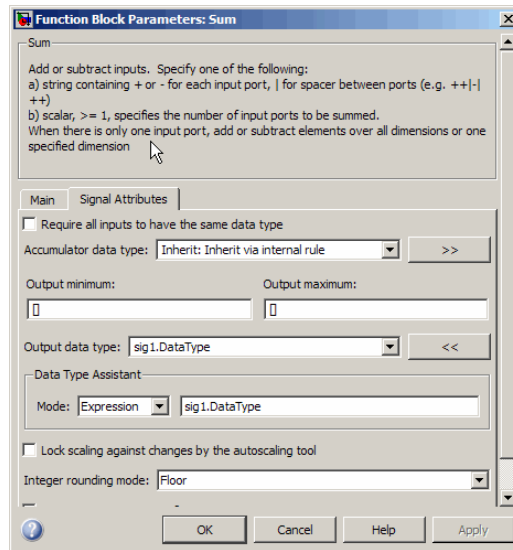 Function Block Parameters: Sum
Sum
Add or subtract inputs. Specify one of the following:
a) string containing + or - for each input port, | for spacer between ports (e.g. ++|-|
++)
b) scalar, >= 1, specifies the number of input ports to be summed.
When there is only one input port, add or subtract elements over all dimensions or one
specified dimension
Main Signal Attributes
Require all inputs to have the same data type
Accumulator data type: Inherit: Inherit via internal rule >>
Output minimum: Output maximum:
[] []
Output data type: sig1.DataType <<
Data Type Assistant
Mode: Expression sig1.DataType
Lock scaling against changes by the autoscaling tool
Integer rounding mode: Floor
OK Cancel Help Apply